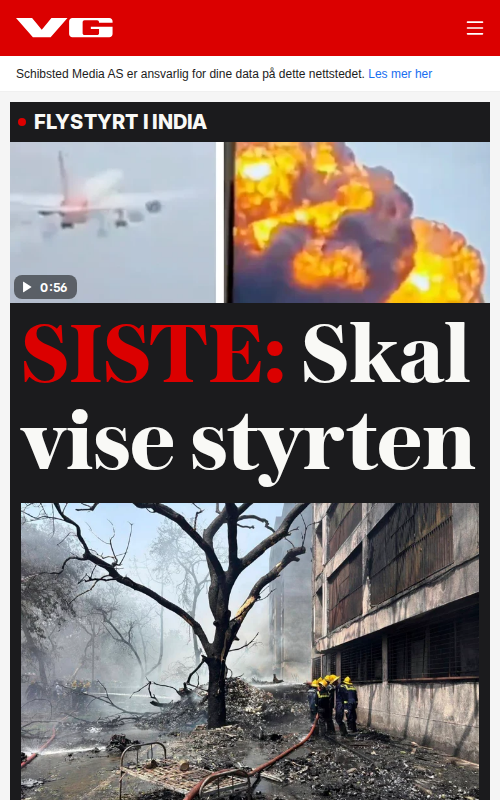 VG
Schibsted Media AS er ansvarlig for dine data på dette nettstedet. Les mer her
FLYSTYRT I INDIA
0:56
SISTE: Skal
vise styrten